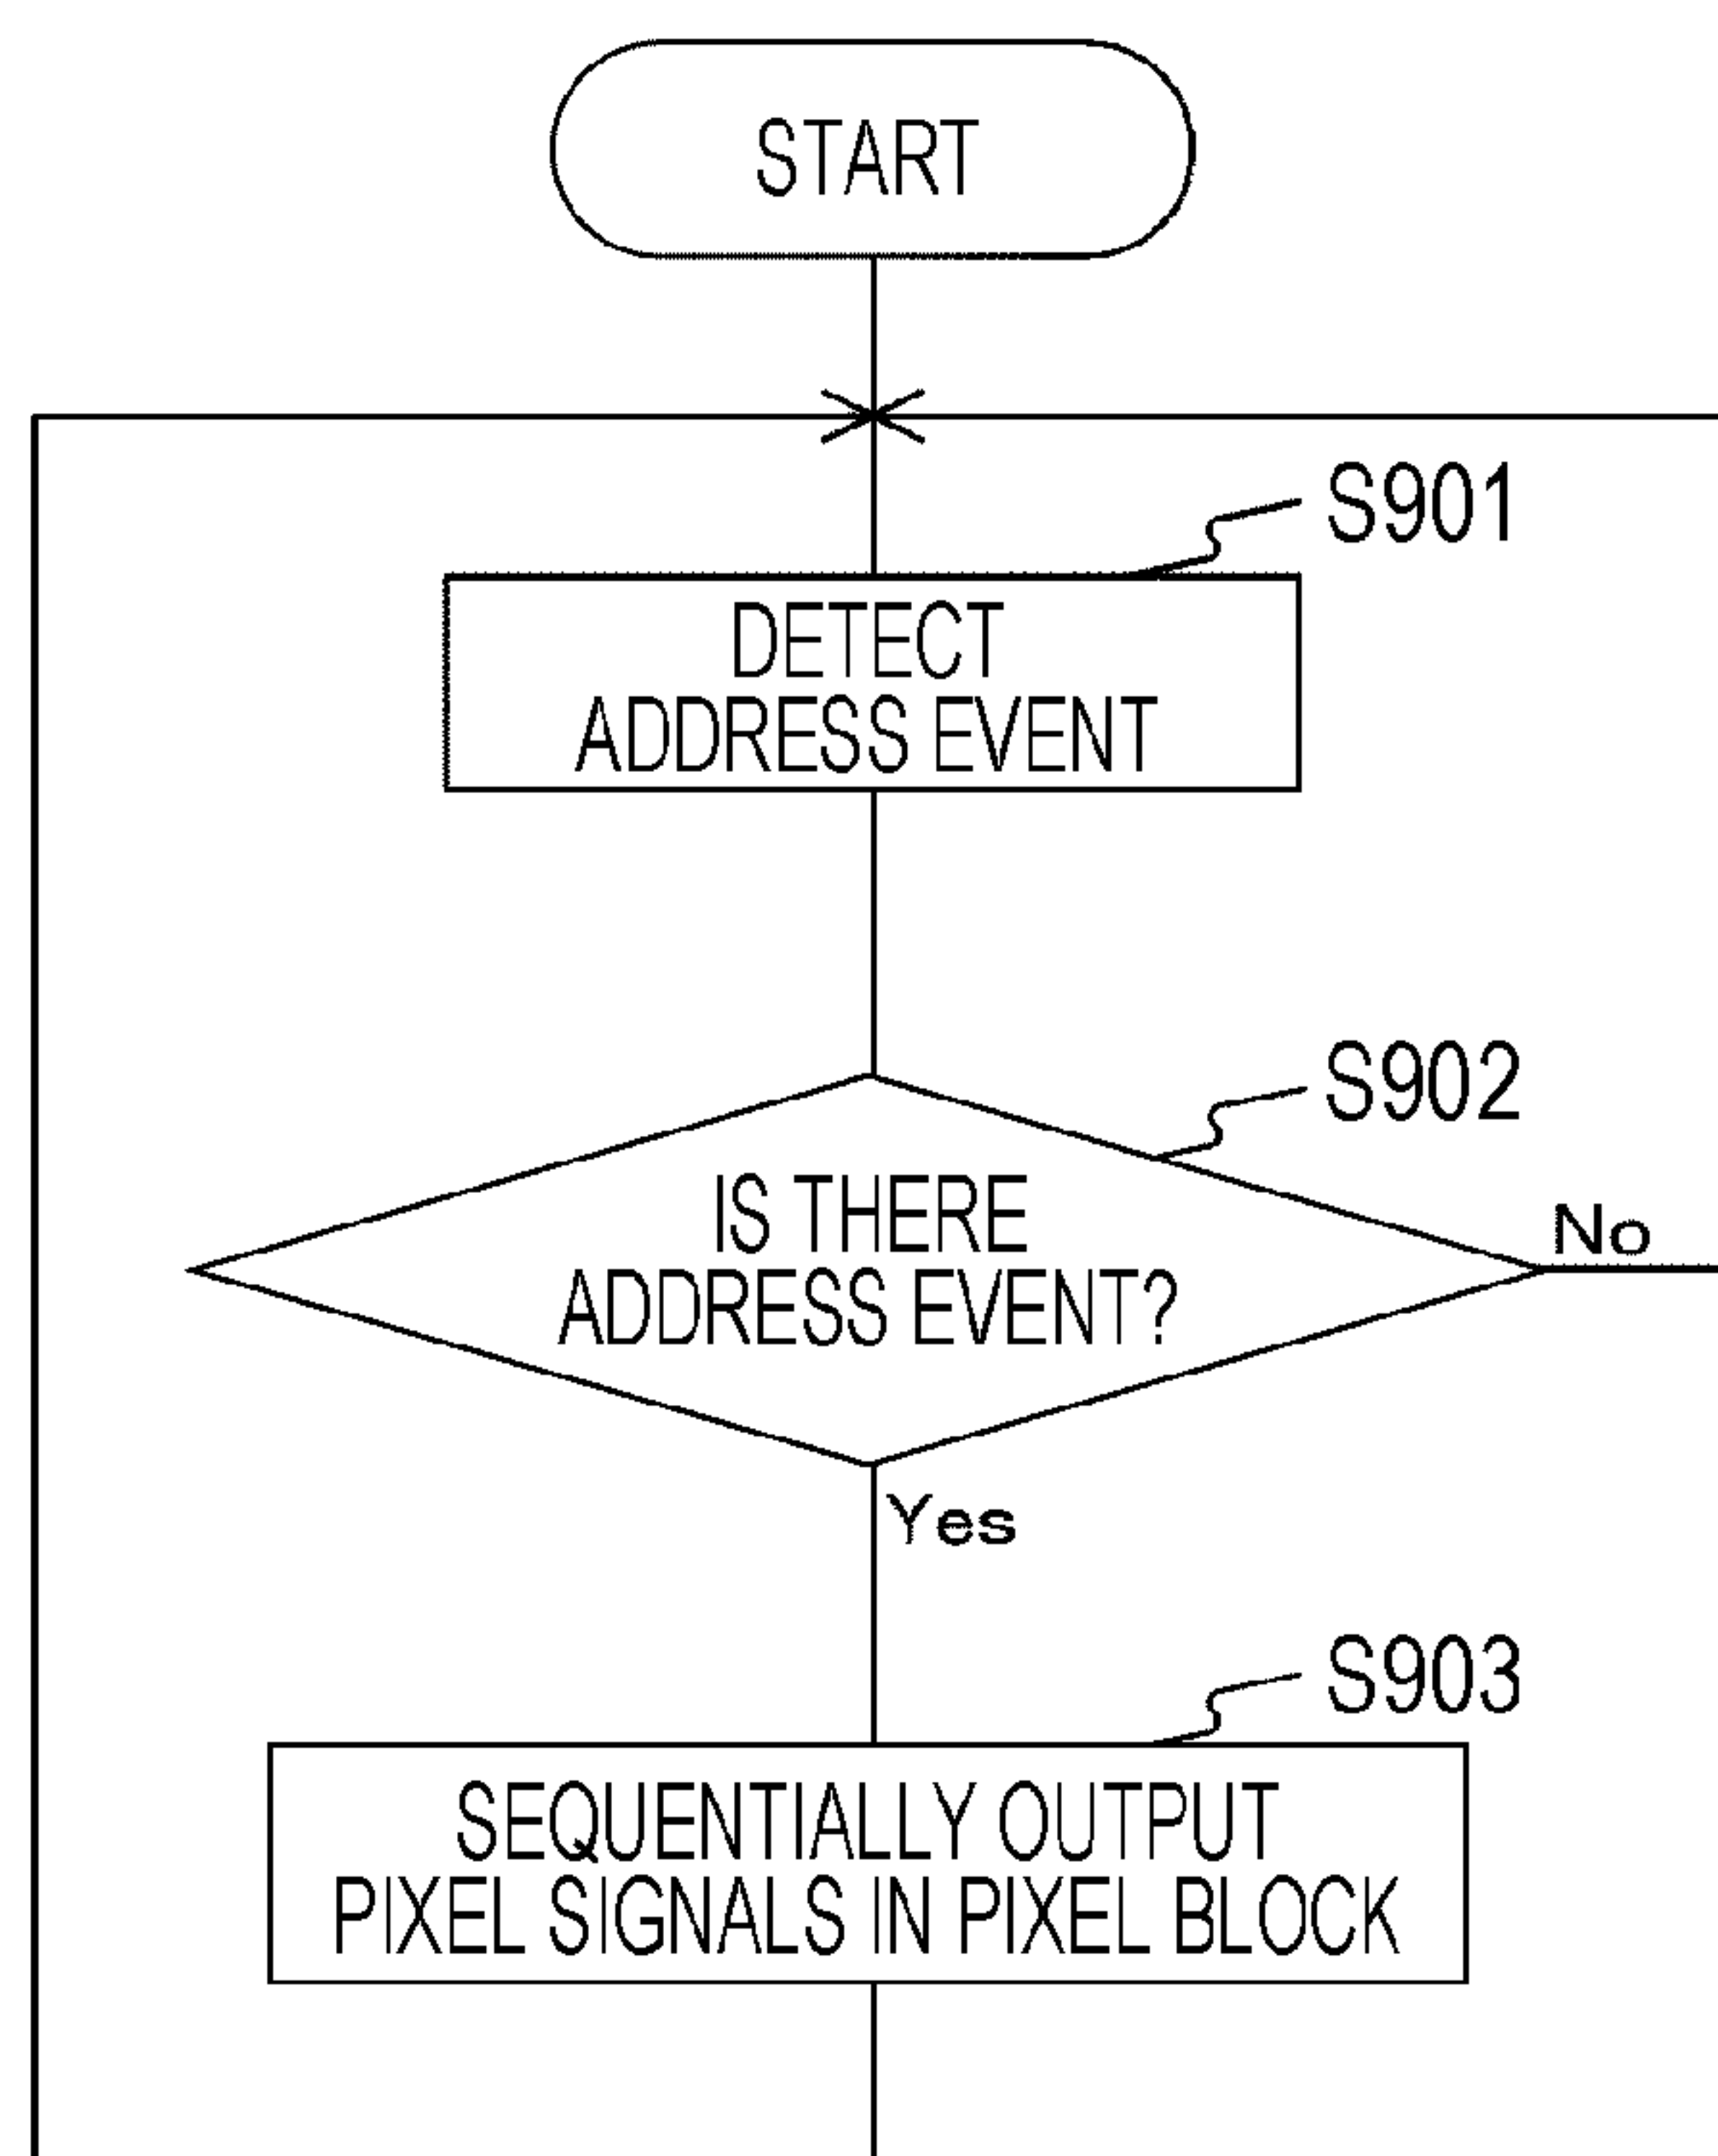 START
S901
DETECT
ADDRESS EVENT
S902
IS THERE
ADDRESS EVENT?
No
Yes
S903
SEQUENTIALLY OUTPUT
PIXEL SIGNALS IN PIXEL BLOCK